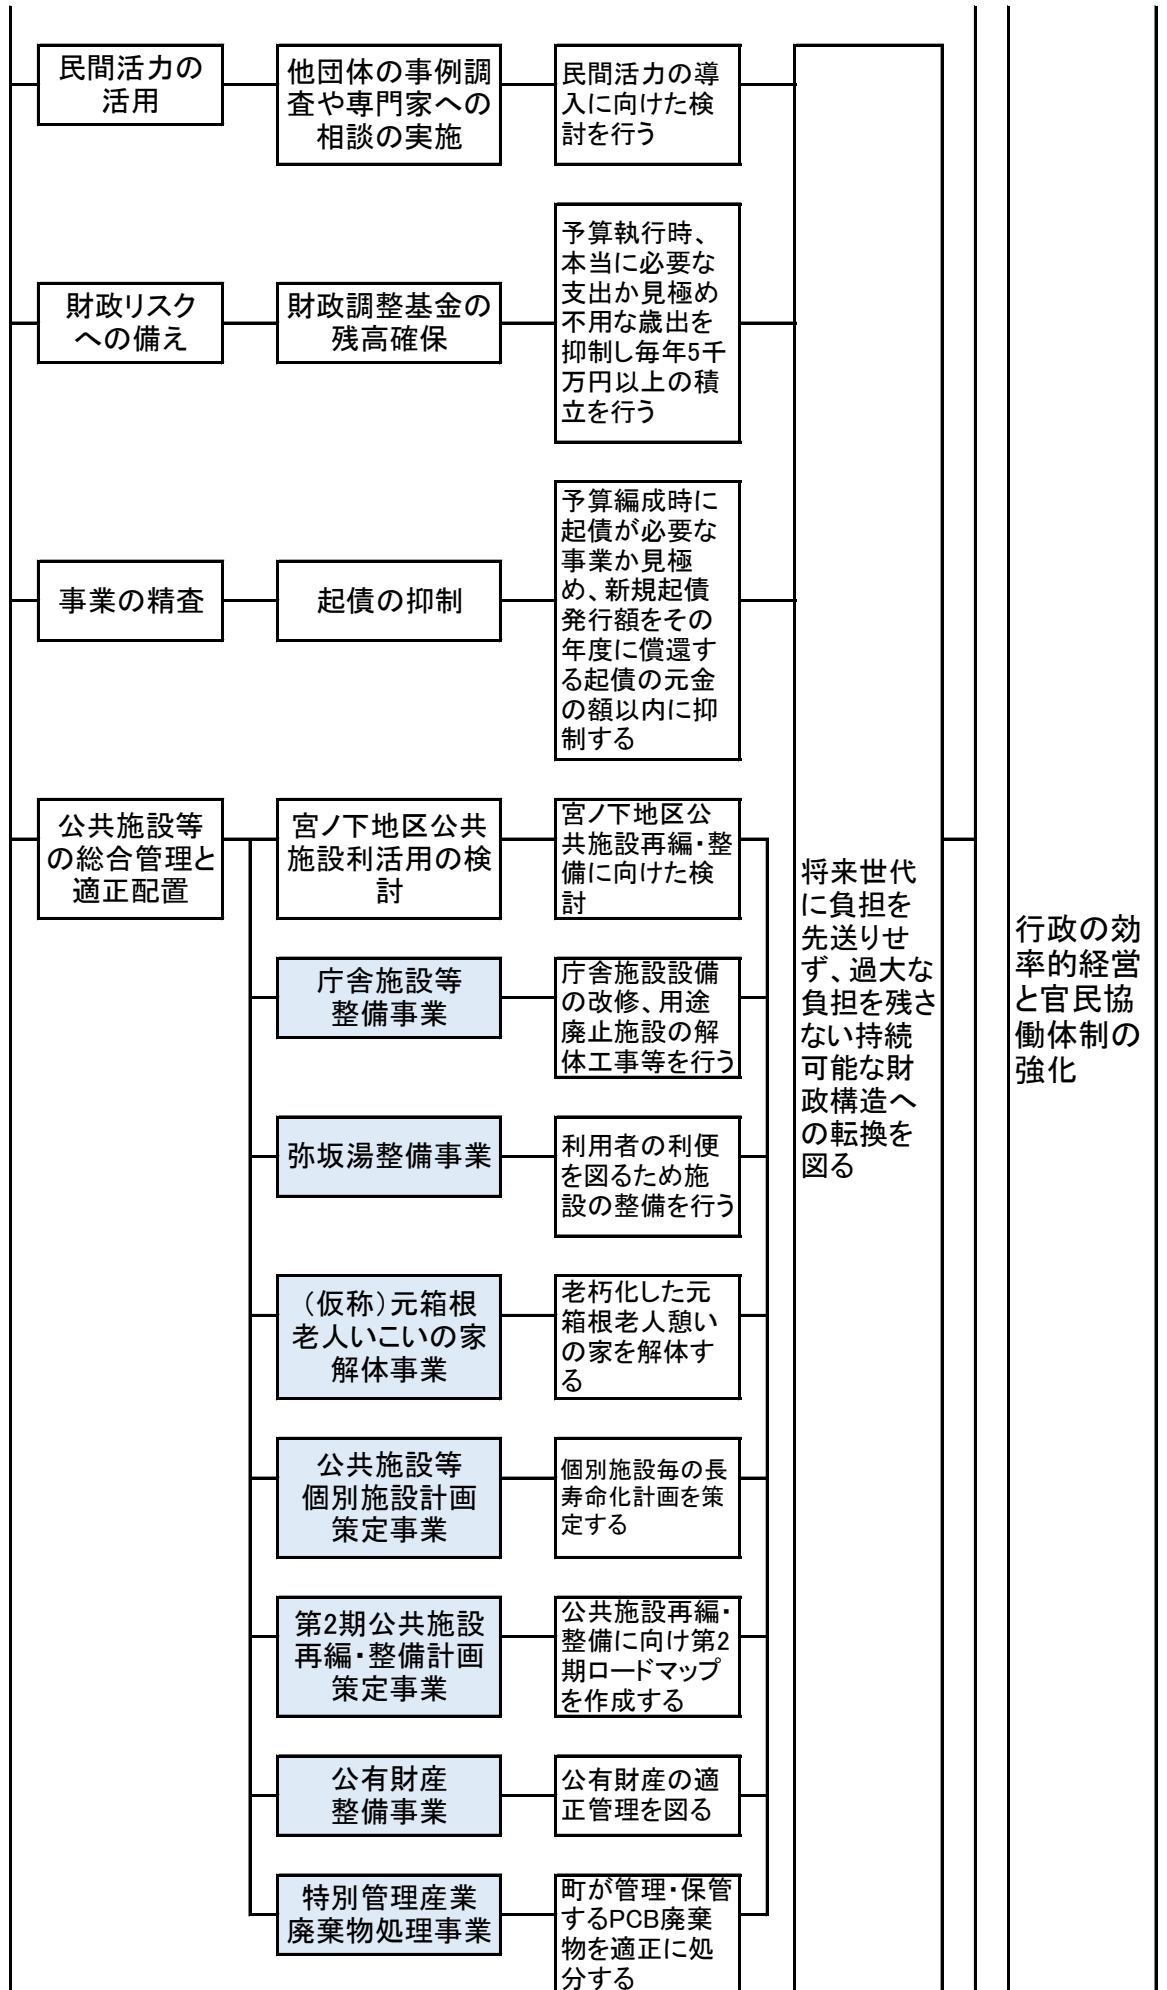 民間活力の
活用
他団体の事例調
査や専門家への
相談の実施
民間活力の導
入に向けた検
討を行う
財政リスク
への備え
財政調整基金の
残高確保
予算執行時、
本当に必要な
支出か見極め
不用な歳出を
抑制し毎年5千
万円以上の積
立を行う
事業の精査
起債の抑制
予算編成時に
起債が必要な
事業か見極
め、新規起債
発行額をその
年度に償還す
る起債の元金
の額以内に抑
制する
公共施設等
の総合管理と
適正配置
宮ノ下地区公共
施設利活用の検
討
宮ノ下地区公
共施設再編・整
備に向けた検
討
庁舎施設等
整備事業
庁舎施設設備
の改修、用途
廃止施設の解
体工事等を行う
弥坂湯整備事業
利用者の利便
を図るため施
設の整備を行う
（仮称）元箱根
老人いこいの家
解体事業
老朽化した元
箱根老人憩い
の家を解体す
る
公共施設等
個別施設計画
策定事業
個別施設毎の長
寿命化計画を策
定する
第2期公共施設
再編・整備計画
策定事業
公共施設再編・
整備に向け第2
期ロードマップ
を作成する
公有財産
整備事業
公有財産の適
正管理を図る
特別管理産業
廃棄物処理事業
町が管理・保管
するPCB廃棄
物を適正に処
分する
将来世代
に負担を
先送りせ
ず、過大な
負担を残さ
ない持続
可能な財
政構造へ
の転換を
図る
行政の効
率的経営
と官民協
働体制の
強化